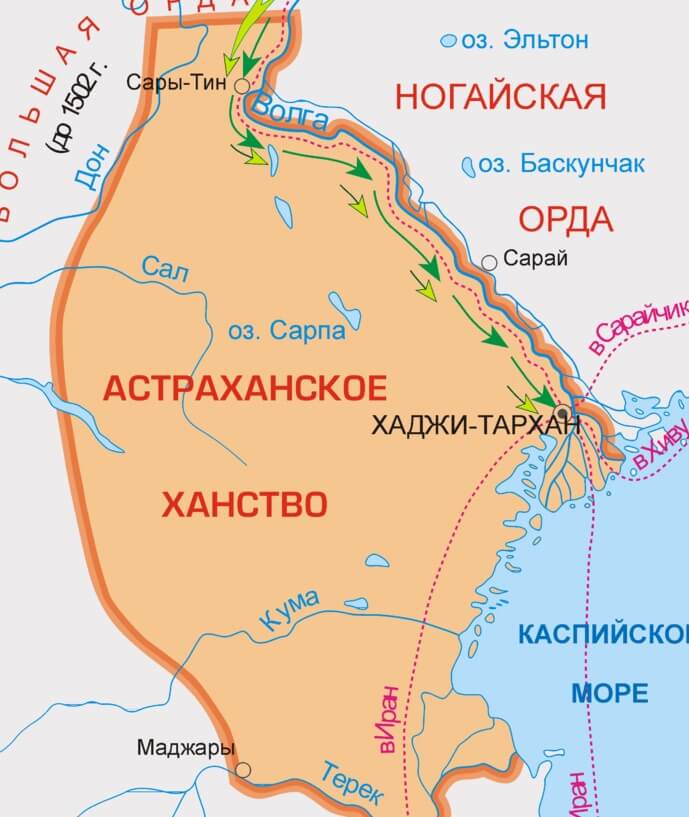 БОЛЬШАЯ ОРДА
(до 1502 г.
оз. Эльтон
Сары-Тин
НОГАЙСКАЯ
Волга
Дон
оз. Баскунчак
ОРДА
Сарай
Сал
в Сарайчик
оз. Сарпа
АСТРАХАНСКОЕ
ХАДЖИ-ТАРХАН
в Хиву
ХАНСТВО
Кума
КАСПИЙСКО
МОРЕ
в Иран
Маджары
Терек
Иран